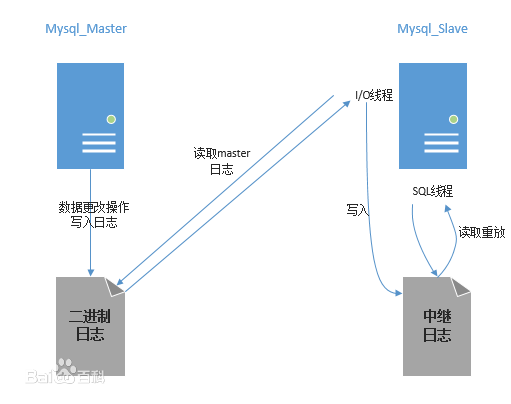 Mysql_Master
Mysql_Slave
I/O线程
读取master
日志
SQL线程
数据更改操作
写入日志
写入
读取重放
二进制
日志
中继
日志
Bai百科